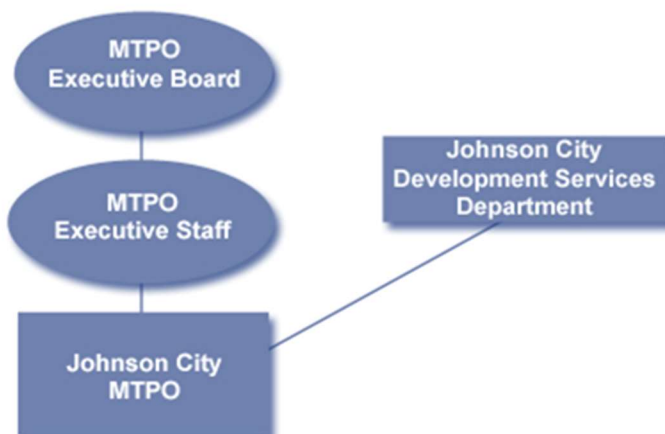 MTPO
Executive Board
MTPO
Executive Staff
Johnson City
Development Services
Department
Johnson City
MTPO